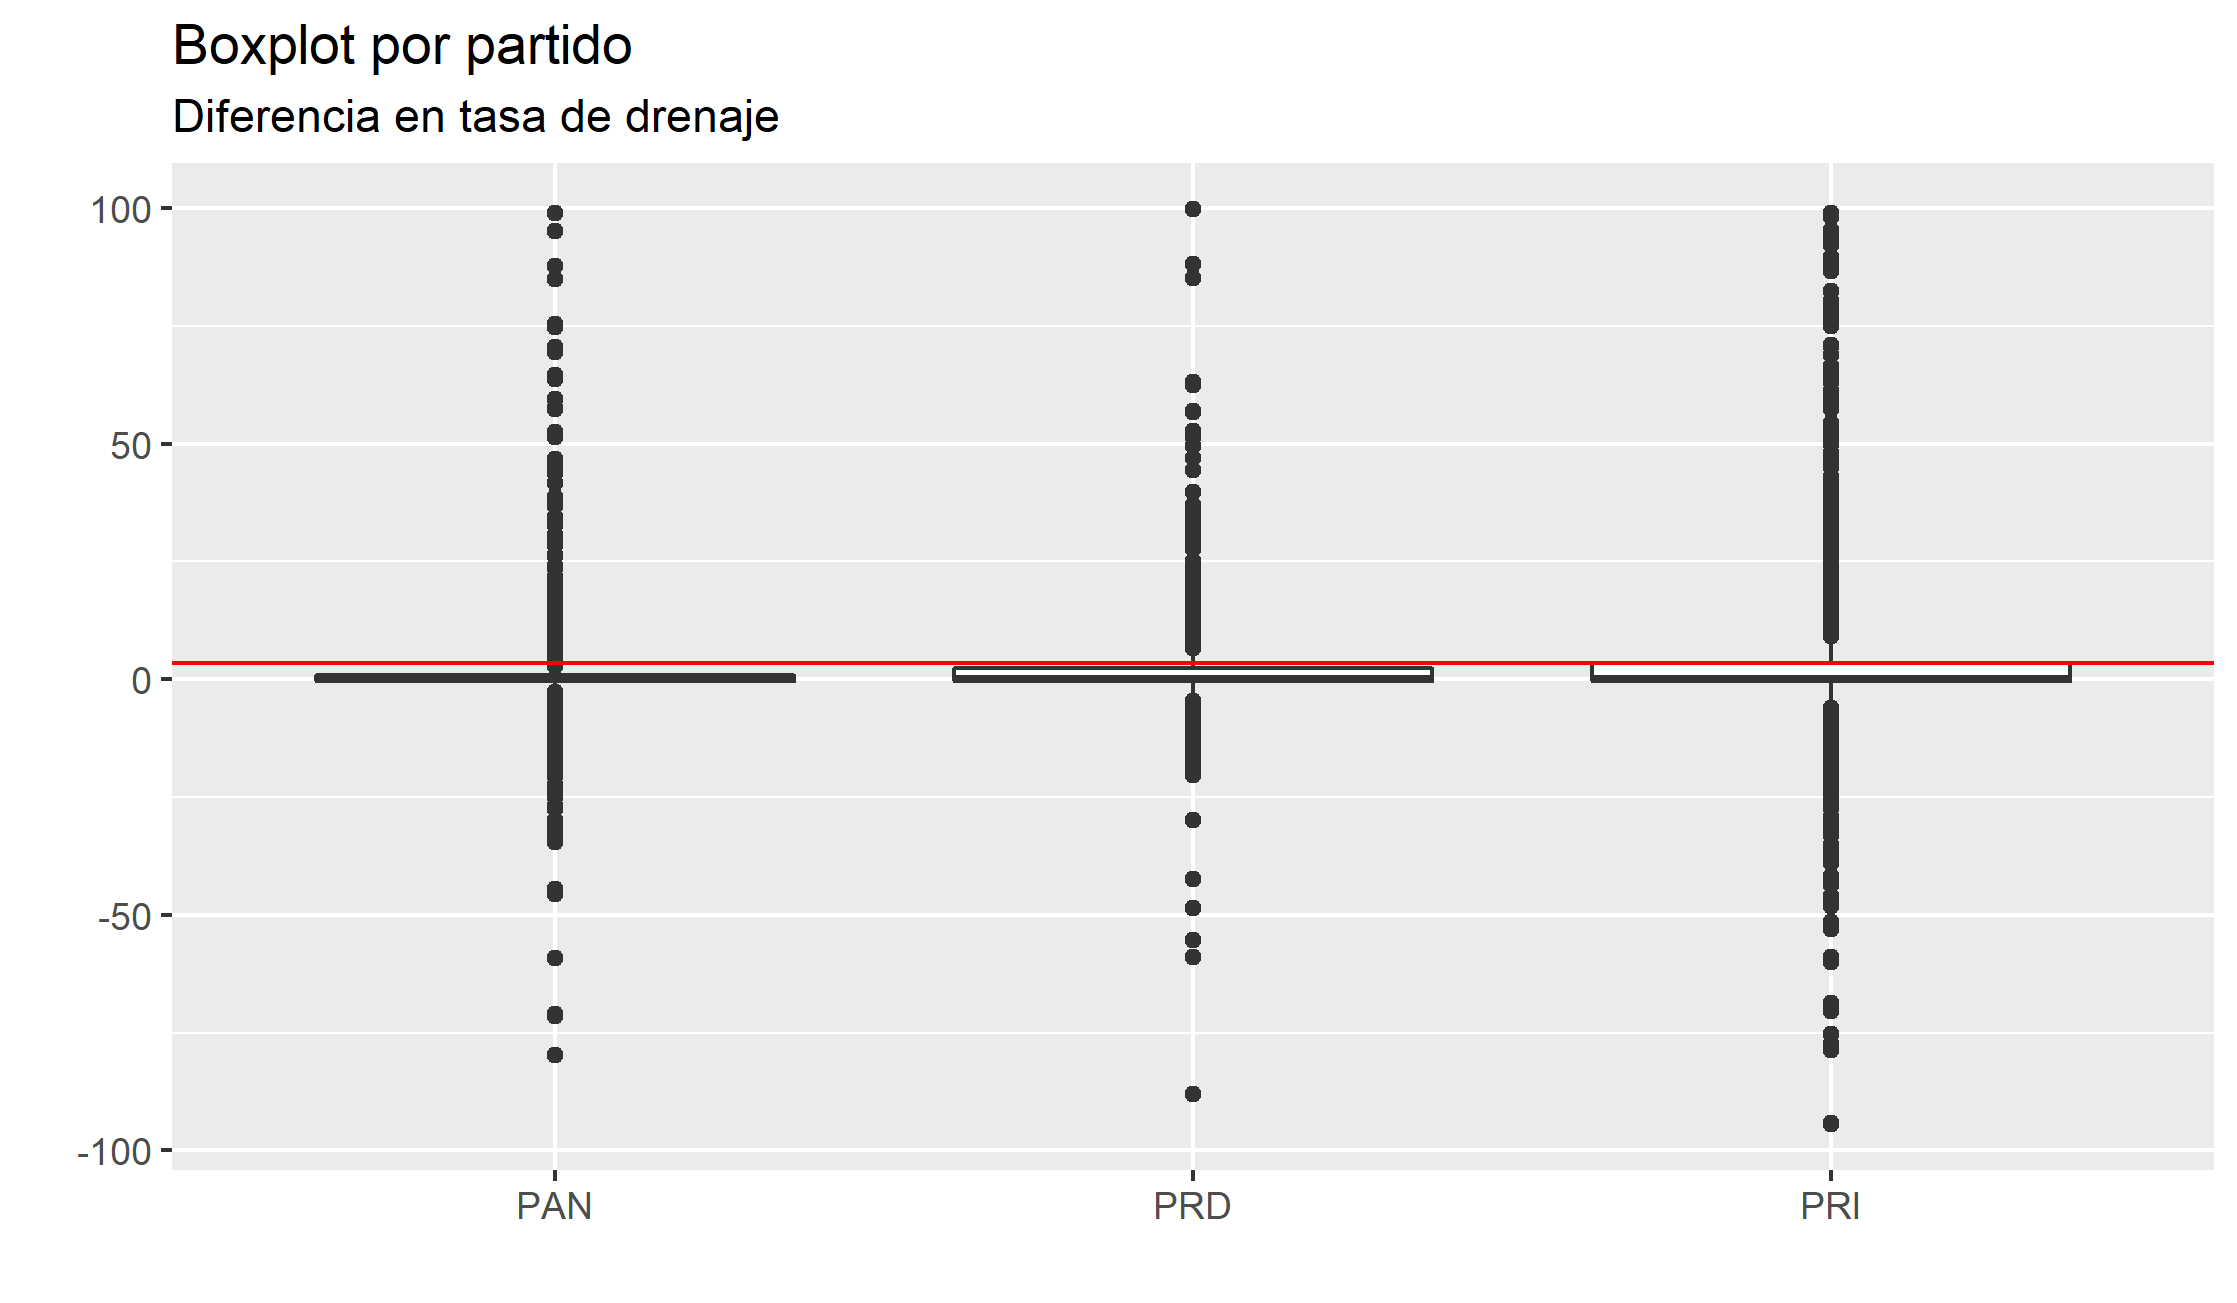 Boxplot por partido
Diferencia en tasa de drenaje
100
50
0
-50
-100
PAN PRD PRI